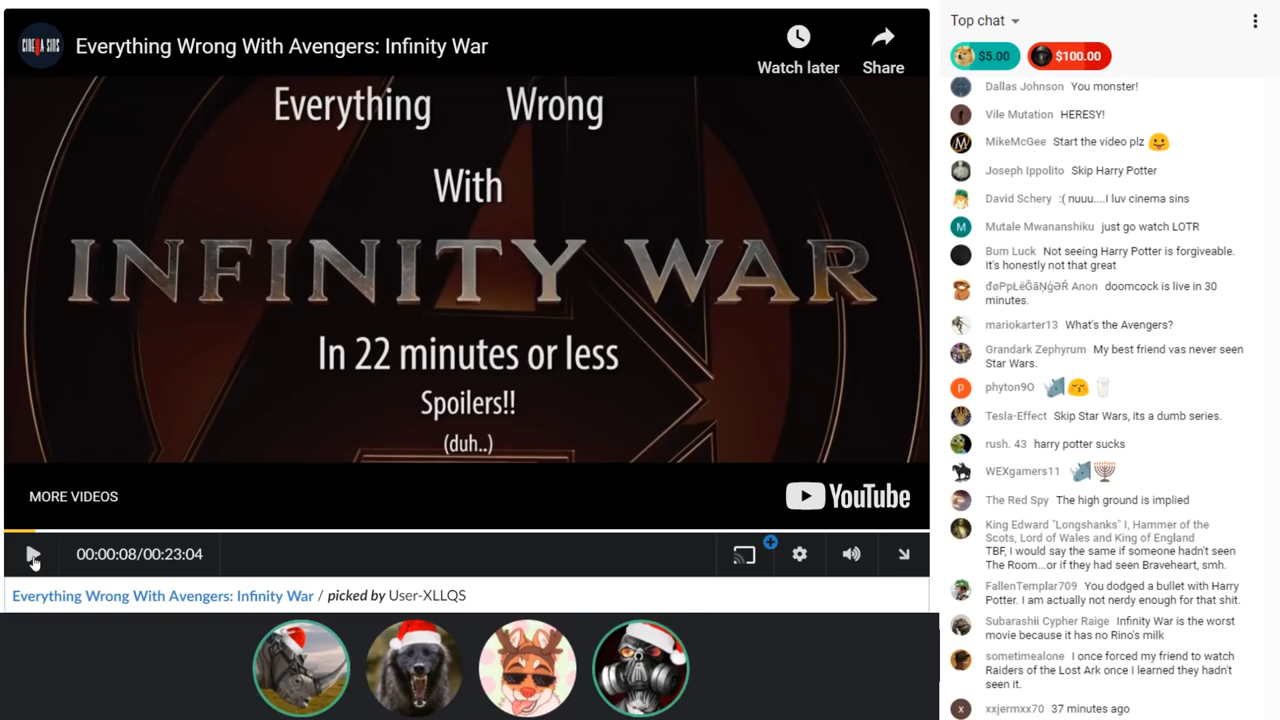 CINEMA SINS
Everything Wrong With Avengers: Infinity War
Watch later
Share
Everything Wrong
With
INFINITY WAR
In 22 minutes or less
Spoilers!!
(duh..)
MORE VIDEOS
YouTube
00:00:08/00:23:04
Everything Wrong With Avengers: Infinity War / picked by User-XLLQS
Top chat
$5.00
$100.00
Dallas Johnson You monster!
Vile Mutation HERESY!
MikeMcGee Start the video plz
Joseph Ippolito Skip Harry Potter
David Schery :( nuuu....I luv cinema sins
M
Mutale Mwananshiku just go watch LOTR
Bum Luck Not seeing Harry Potter is forgiveable.
It's honestly not that great
Anon doomcock is live in 30
minutes.
mariokarter13 What's the Avengers?
Grandark Zephyrum My best friend vas never seen
Star Wars.
p
phyton90
Tesla-Effect Skip Star Wars, its a dumb series.
rush. 43 harry potter sucks
WEXgamers11
The Red Spy The high ground is implied
King Edward "Longshanks" I, Hammer of the
Scots, Lord of Wales and King of England
TBF, I would say the same if someone hadn't seen
The Room...or if they had seen Braveheart, smh.
FallenTemplar709 You dodged a bullet with Harry
Potter. I am actually not nerdy enough for that shit.
Subarashii Cypher Raige Infinity War is the worst
movie because it has no Rino's milk
sometimealone I once forced my friend to watch
Raiders of the Lost Ark once I learned they hadn't
seen it.
x
xxjermxx70 37 minutes ago